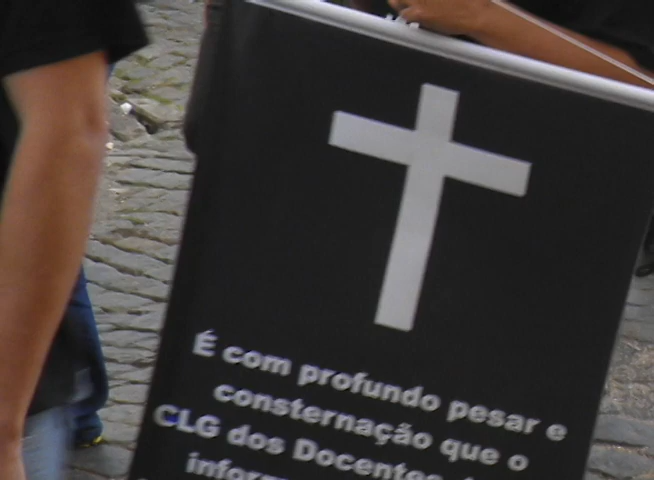 É com profundo pesar e
consternação que o
CLG dos Docentes